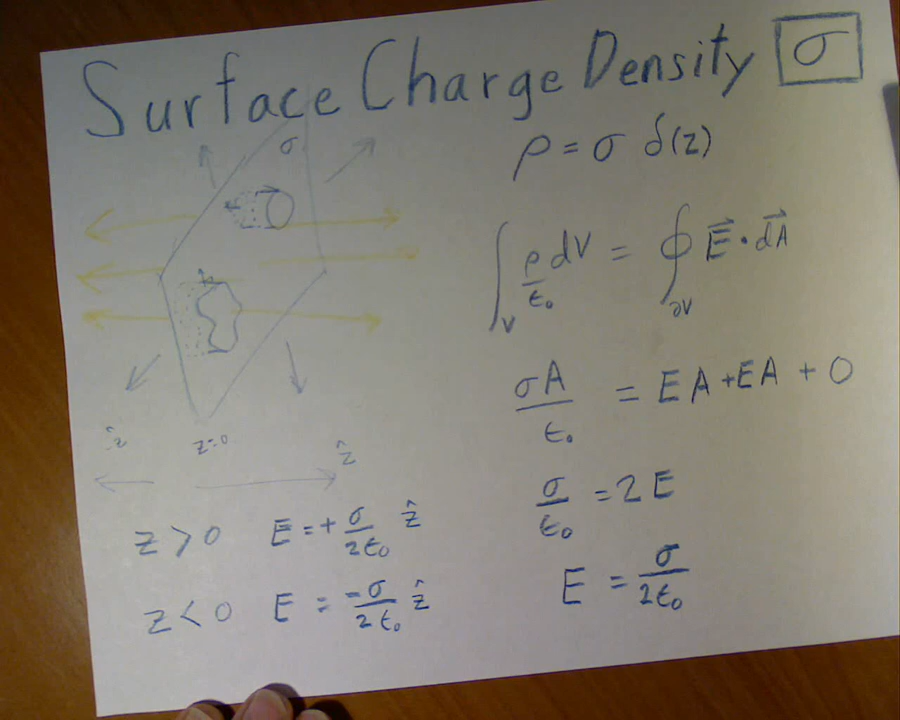 Surface Charge Density σ
σ
ρ = σ δ(z)
∫_V ρ/ε₀ dV = ∮_∂V E⃗ · dA⃗
σA/ε₀ = EA + EA + 0
σ/ε₀ = 2E
E = σ/2ε₀
-ẑ z=0 ẑ
z > 0 E = + σ/2ε₀ ẑ
z < 0 E = -σ/2ε₀ ẑ